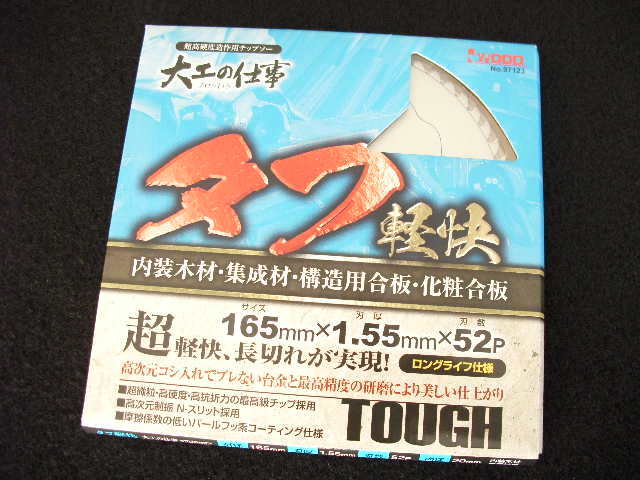 超高硬度造作用チップソー
大工の仕事
iWOOD
No.97123
タフ
軽快
内装木材・集成材・構造用合板・化粧合板
サイズ 刃厚 刃数
165mm×1.55mm×52P
超軽快、長切れが実現!
ロングライフ仕様
高次元コシ入れでブレない台金と最高精度の研磨により美しい仕上がり
■超微粒・高硬度・高抗折力の最高級チップ採用
■高次元制振 N-スリット採用
■摩擦係数の低いパールフッ素コーティング仕様
TOUGH